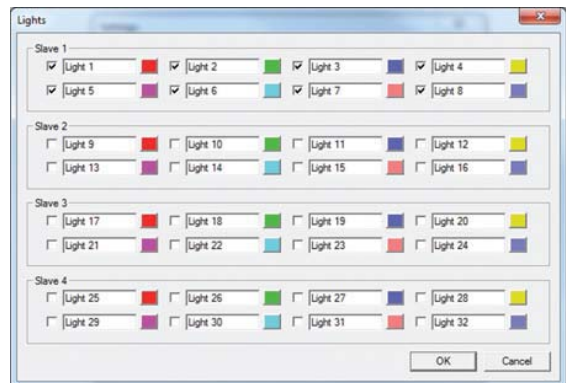 Lights
Slave 1
Light 1 Light 2 Light 3 Light 4
Light 5 Light 6 Light 7 Light 8
Slave 2
Light 9 Light 10 Light 11 Light 12
Light 13 Light 14 Light 15 Light 16
Slave 3
Light 17 Light 18 Light 19 Light 20
Light 21 Light 22 Light 23 Light 24
Slave 4
Light 25 Light 26 Light 27 Light 28
Light 29 Light 30 Light 31 Light 32
OK Cancel